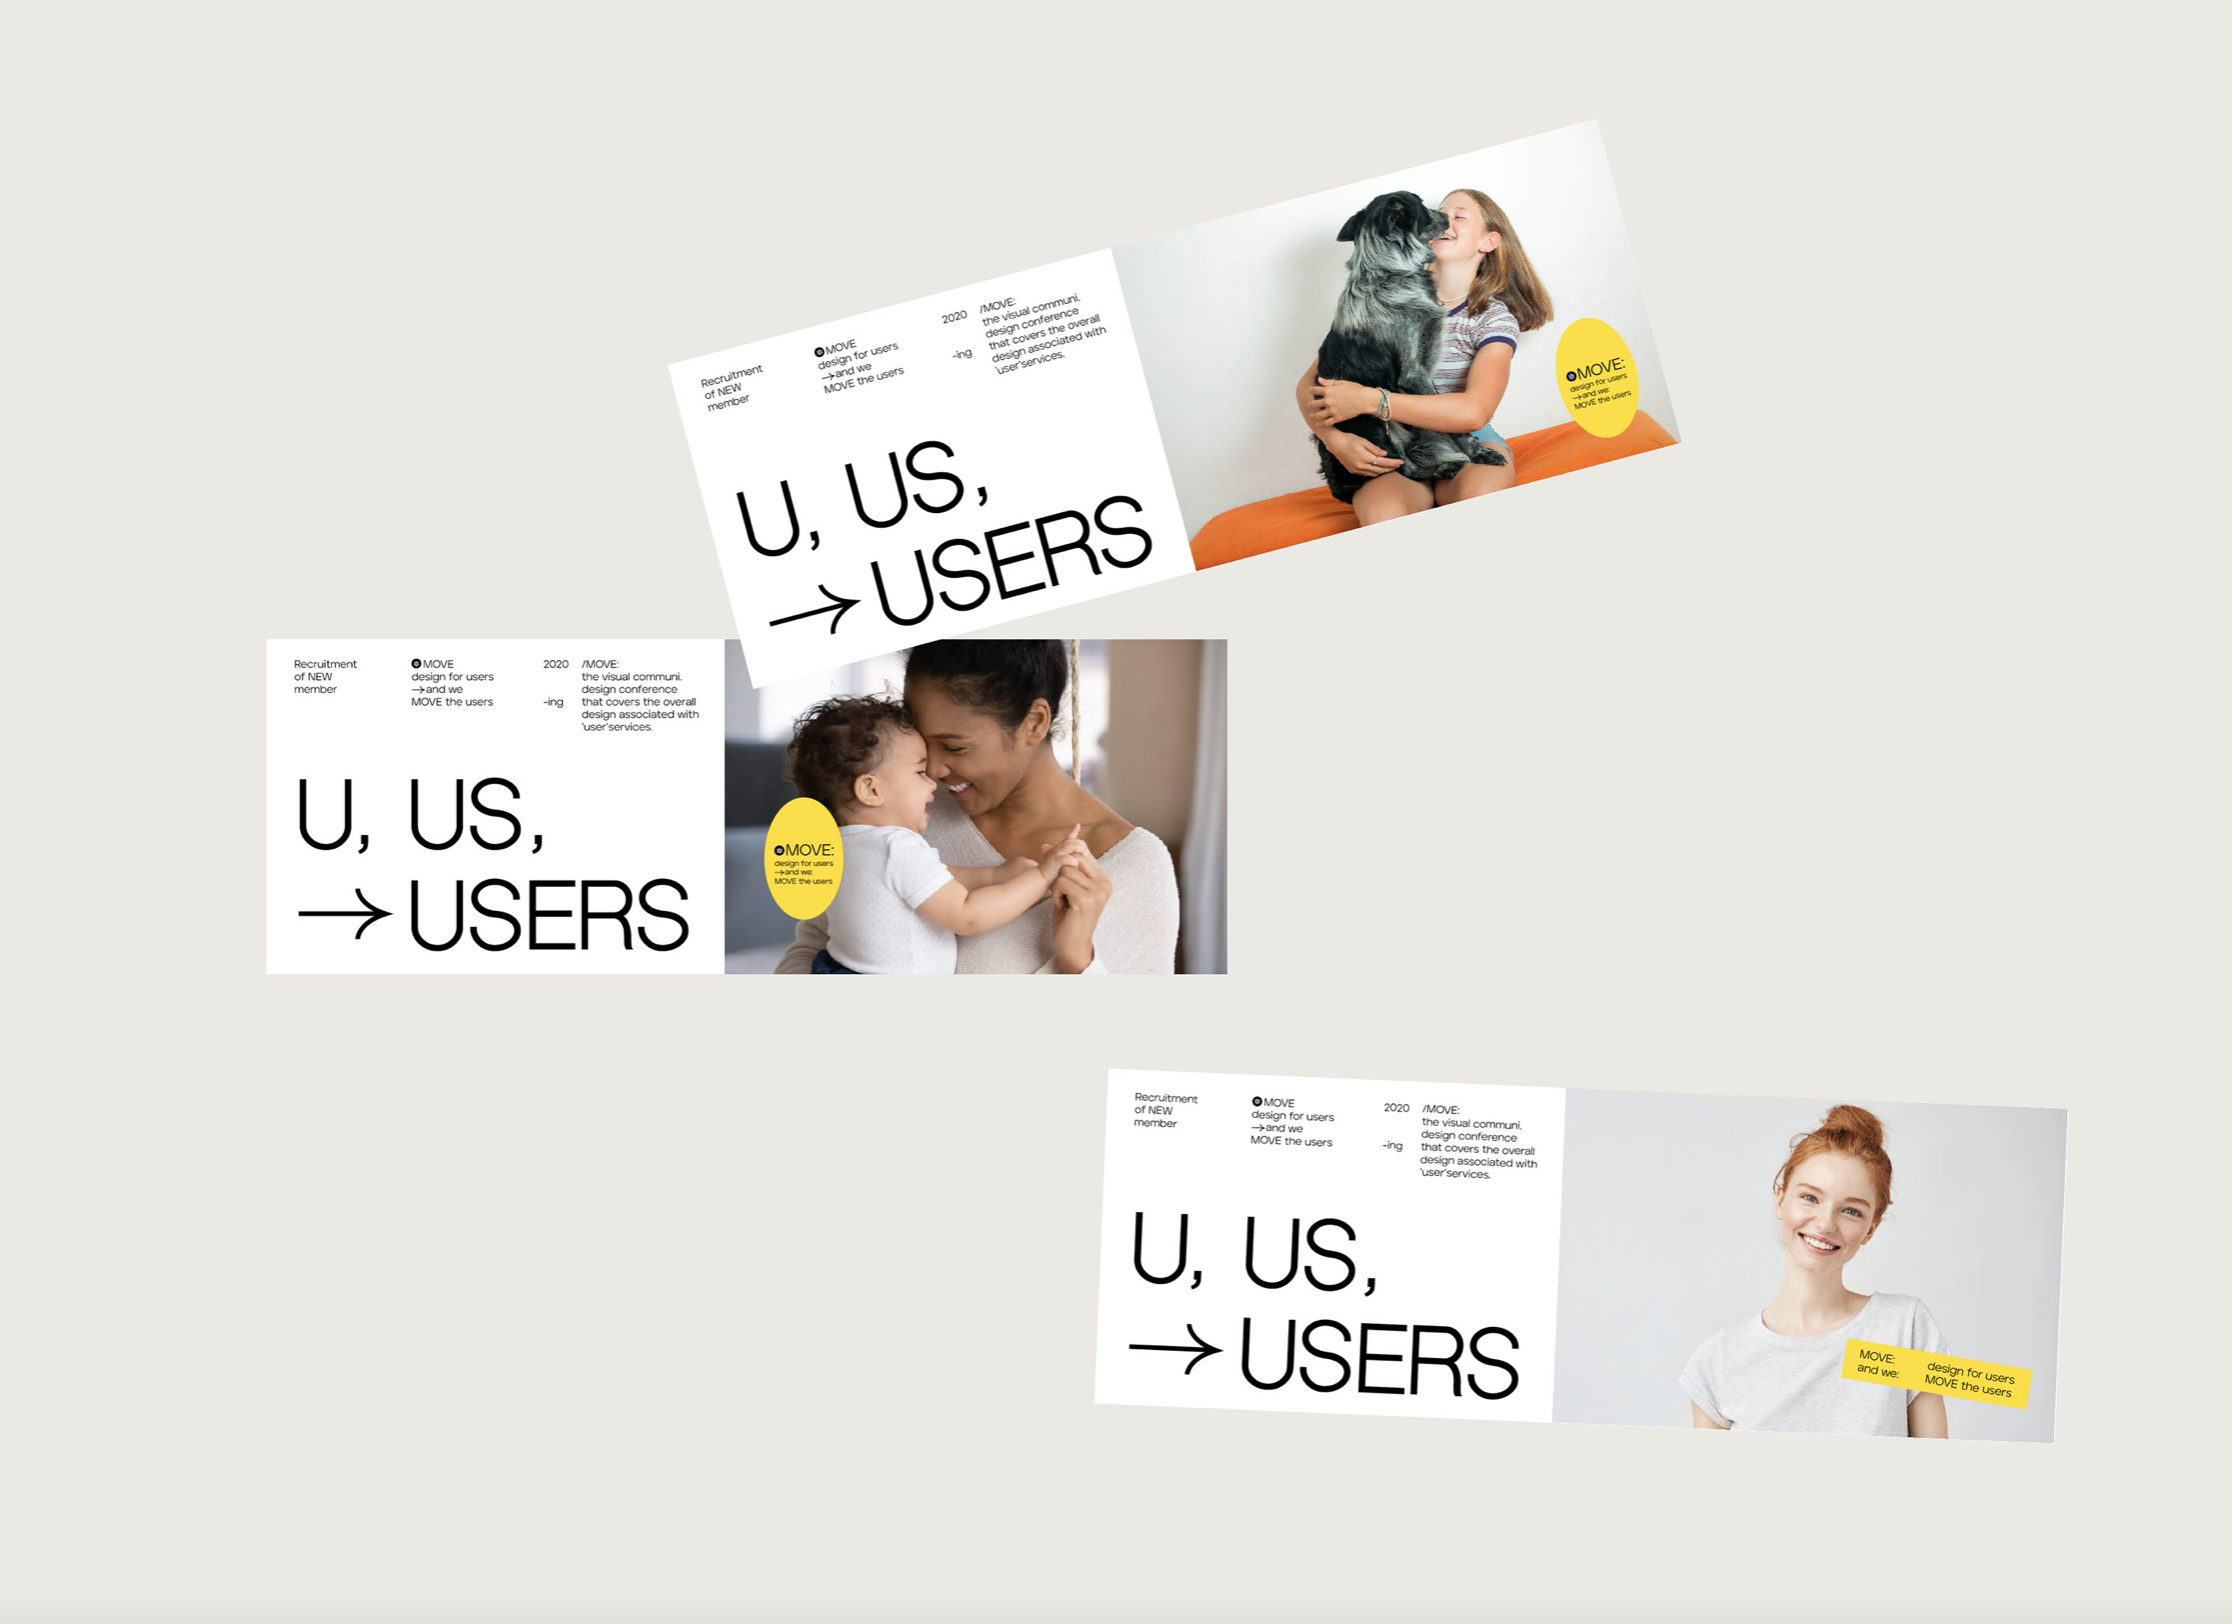 Recruitment
of NEW
member
MOVE
design for users
→and we
MOVE the users
2020
-ing
/MOVE:
the visual communi.
design conference
that covers the overall
design associated with
'user'services.
U, US,
→USERS
MOVE:
design for users
→and we:
MOVE the users
Recruitment
of NEW
member
MOVE
design for users
→and we
MOVE the users
2020
-ing
/MOVE:
the visual communi.
design conference
that covers the overall
design associated with
'user'services.
U, US,
→USERS
MOVE:
design for users
→and we:
MOVE the users
Recruitment
of NEW
member
MOVE
design for users
→and we
MOVE the users
2020
-ing
/MOVE:
the visual communi.
design conference
that covers the overall
design associated with
'user'services.
U, US,
→USERS
MOVE: design for users
and we: MOVE the users